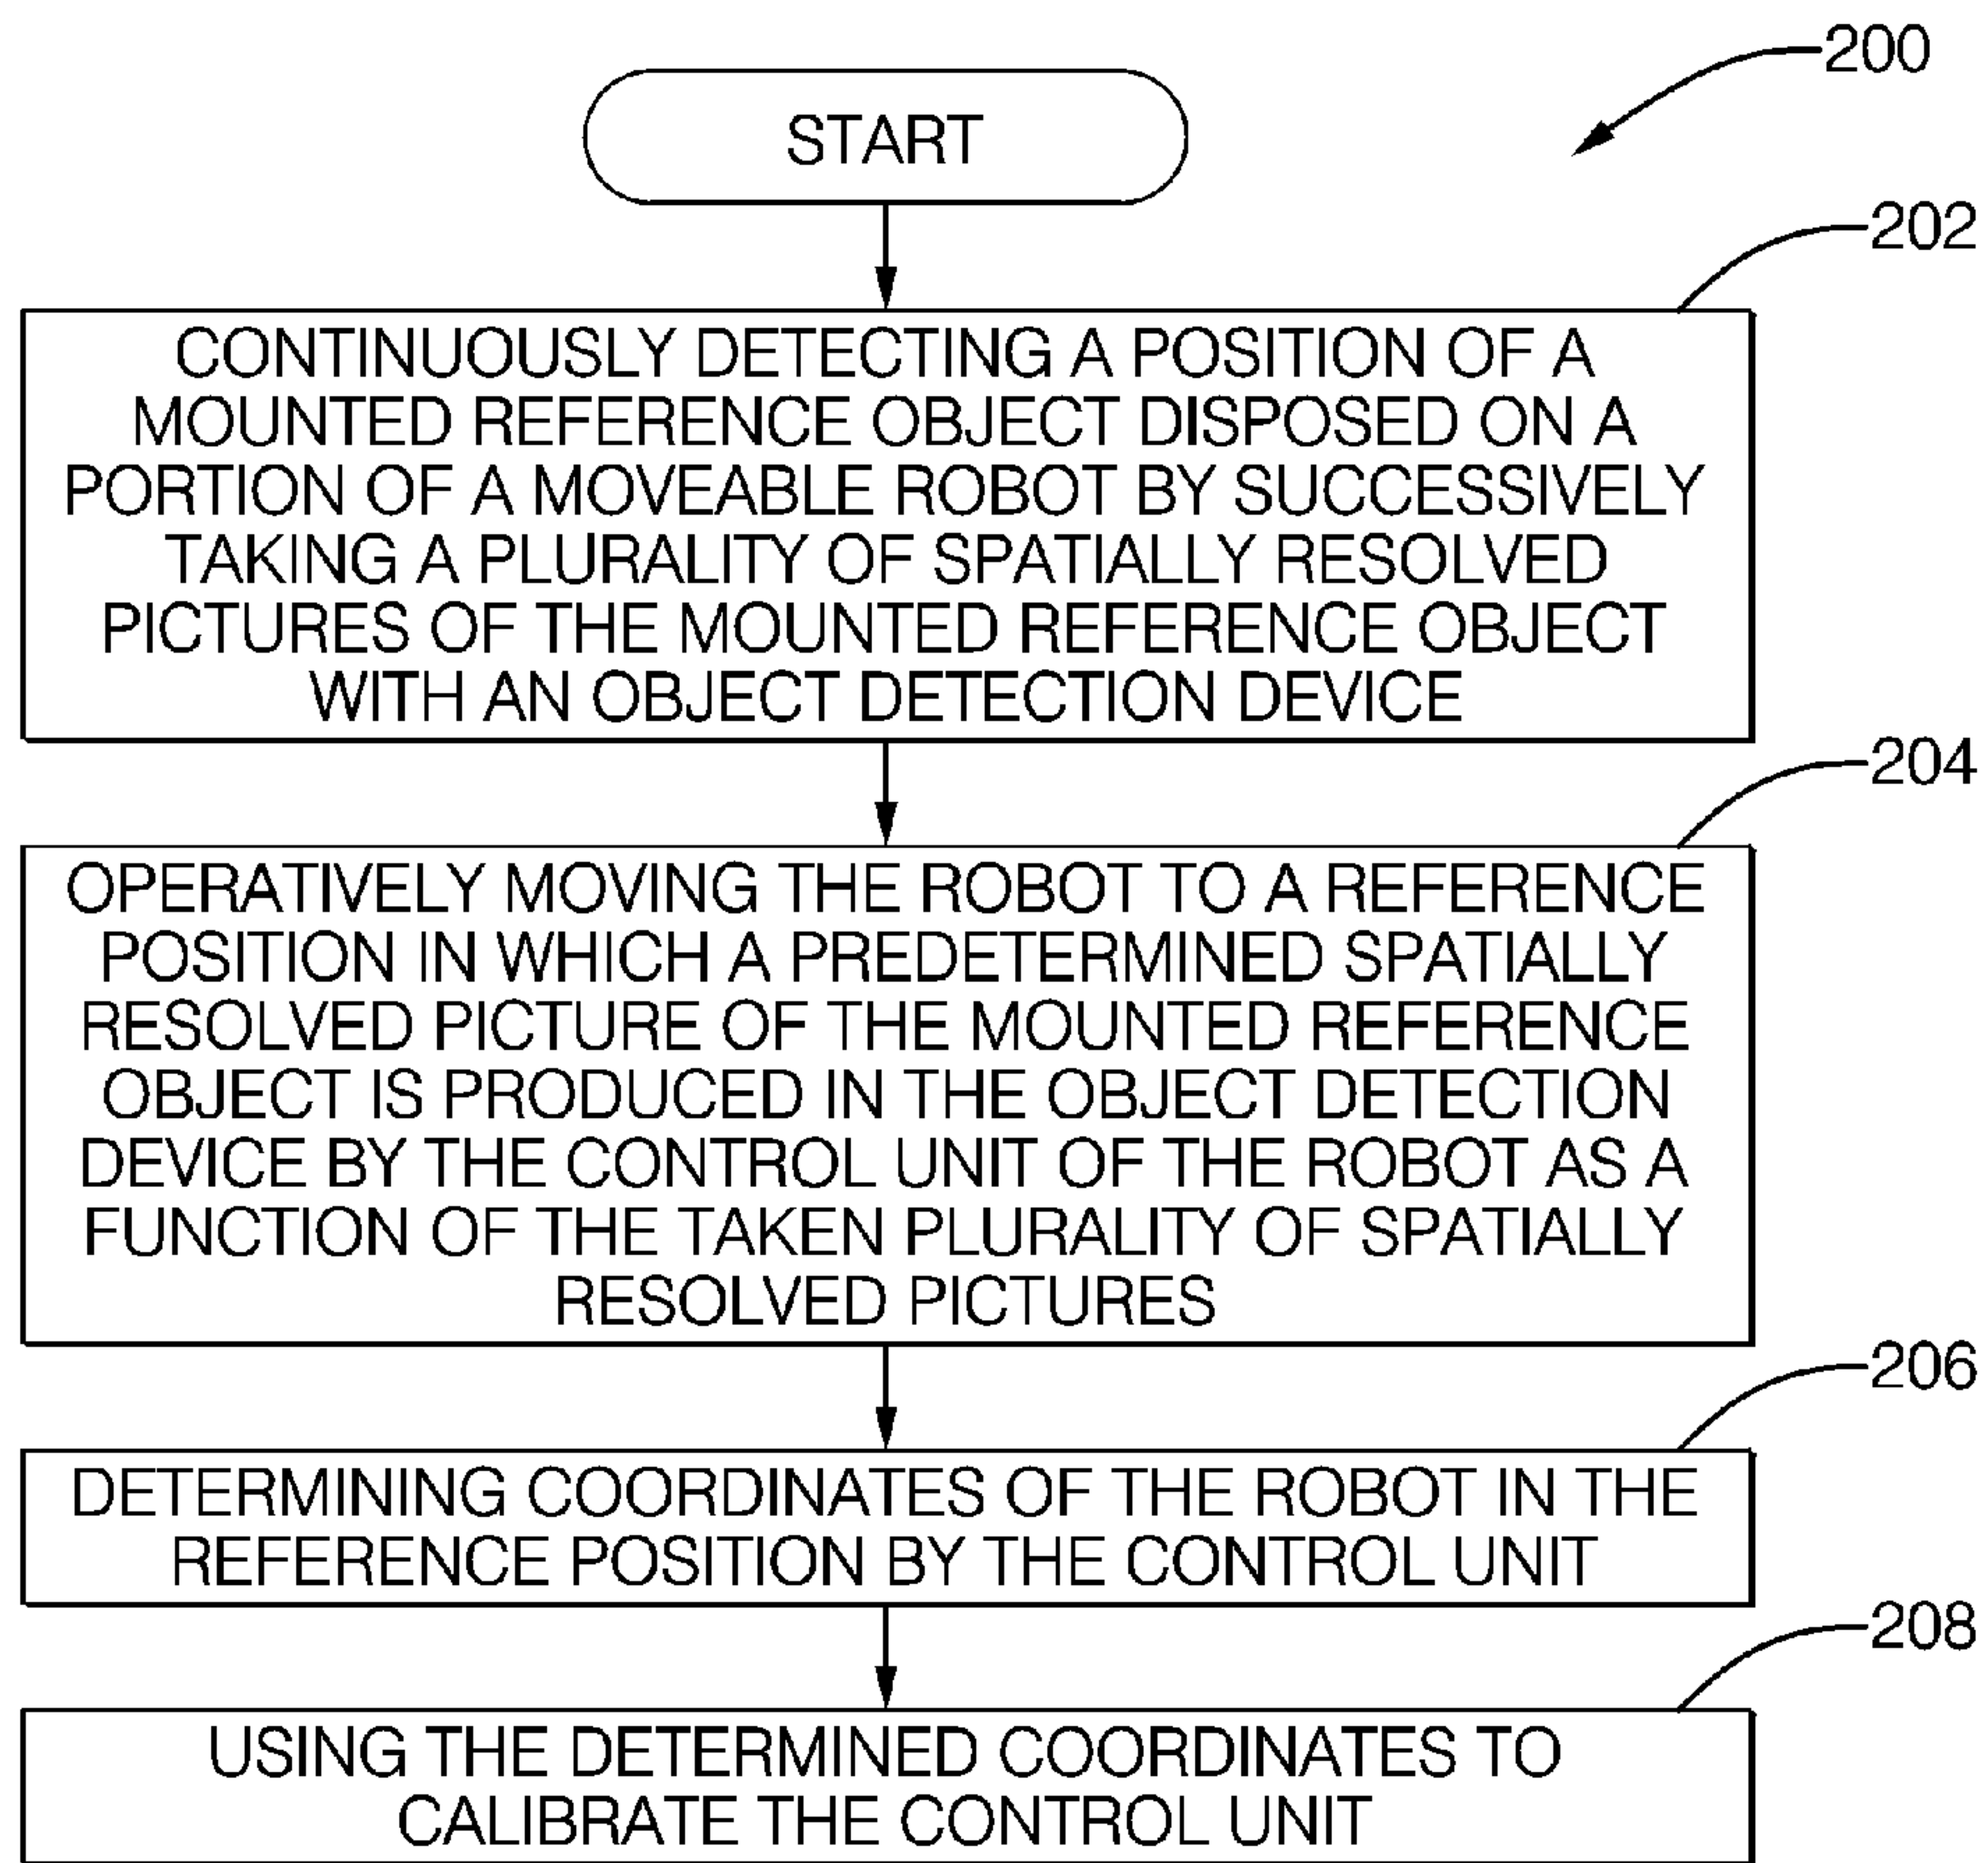 200
START
202
CONTINUOUSLY DETECTING A POSITION OF A
MOUNTED REFERENCE OBJECT DISPOSED ON A
PORTION OF A MOVEABLE ROBOT BY SUCCESSIVELY
TAKING A PLURALITY OF SPATIALLY RESOLVED
PICTURES OF THE MOUNTED REFERENCE OBJECT
WITH AN OBJECT DETECTION DEVICE
204
OPERATIVELY MOVING THE ROBOT TO A REFERENCE
POSITION IN WHICH A PREDETERMINED SPATIALLY
RESOLVED PICTURE OF THE MOUNTED REFERENCE
OBJECT IS PRODUCED IN THE OBJECT DETECTION
DEVICE BY THE CONTROL UNIT OF THE ROBOT AS A
FUNCTION OF THE TAKEN PLURALITY OF SPATIALLY
RESOLVED PICTURES
206
DETERMINING COORDINATES OF THE ROBOT IN THE
REFERENCE POSITION BY THE CONTROL UNIT
208
USING THE DETERMINED COORDINATES TO
CALIBRATE THE CONTROL UNIT